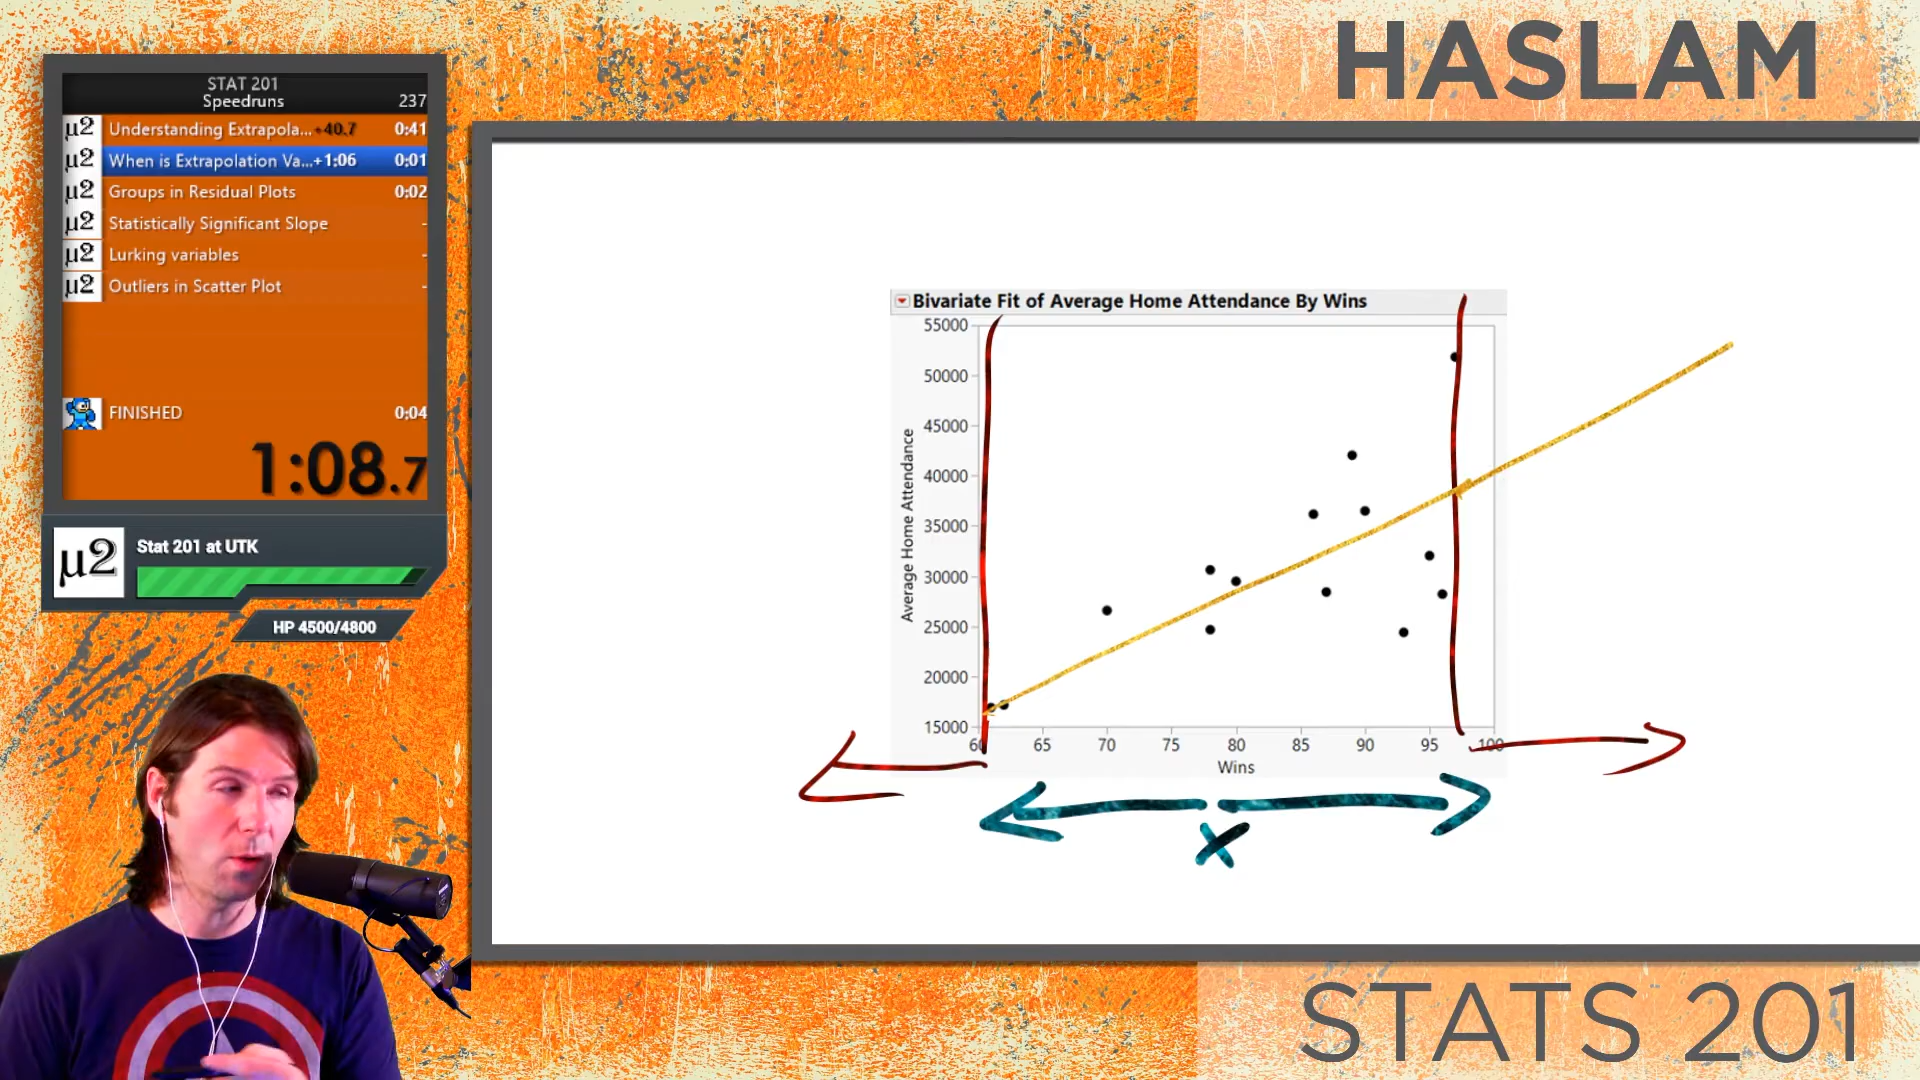 HASLAM
STAT 201
Speedruns 237
µ2 Understanding Extrapola... +40.7 0:41
µ2 When is Extrapolation Va...+1:06 0:01
µ2 Groups in Residual Plots 0:02
µ2 Statistically Significant Slope -
µ2 Lurking variables -
µ2 Outliers in Scatter Plot -
FINISHED 0:04
1:08.7
µ2 Stat 201 at UTK
HP 4500/4800
Bivariate Fit of Average Home Attendance By Wins
55000
50000
45000
40000
35000
30000
25000
20000
15000
Average Home Attendance
60 65 70 75 80 85 90 95 100
Wins
X
STATS 201